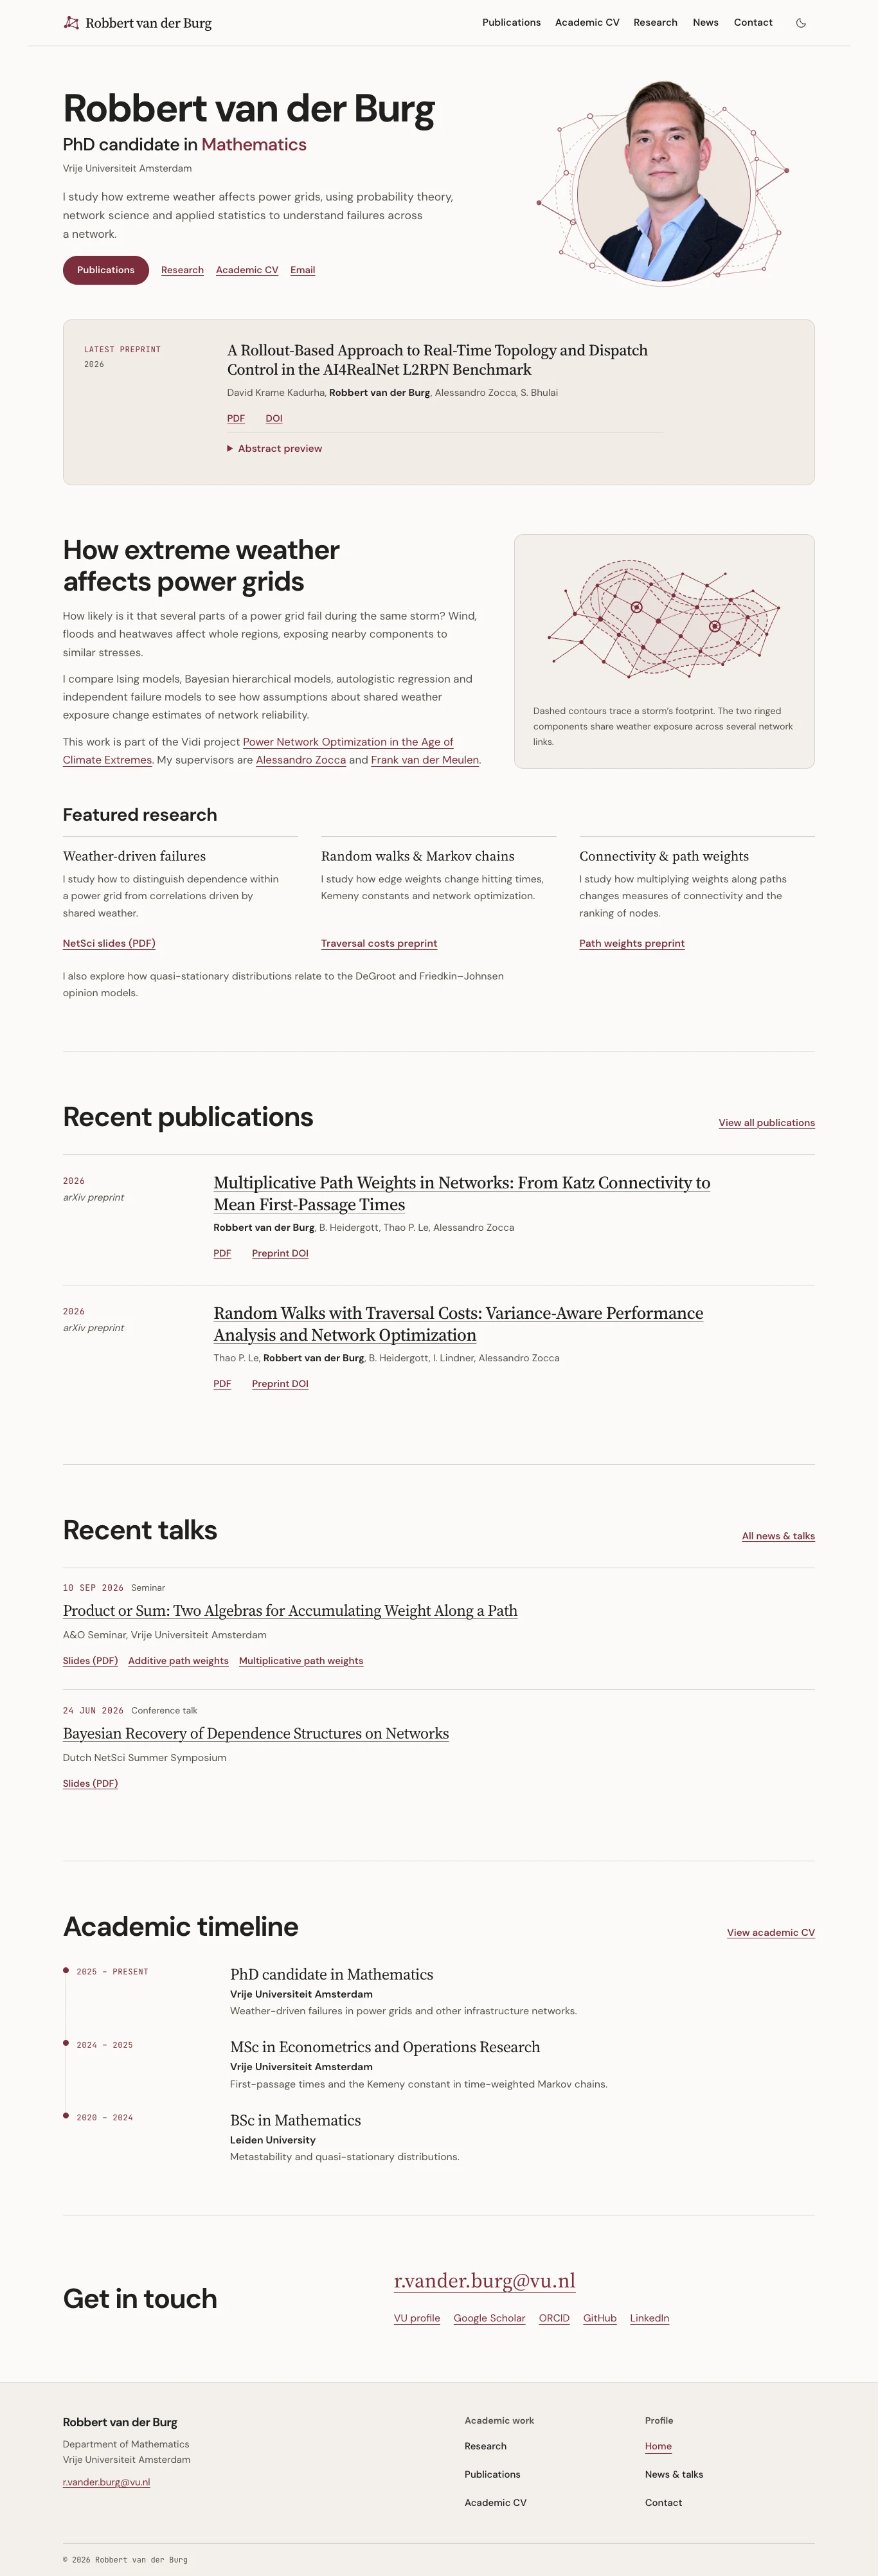 Robbert van der Burg
Publications Academic CV Research News Contact
Robbert van der Burg
PhD candidate in Mathematics
Vrije Universiteit Amsterdam
I study how extreme weather affects power grids, using probability theory,
network science and applied statistics to understand failures across
a network.
Publications Research Academic CV Email
LATEST PREPRINT
2026
A Rollout-Based Approach to Real-Time Topology and Dispatch
Control in the AI4RealNet L2RPN Benchmark
David Krame Kadurha, Robbert van der Burg, Alessandro Zocca, S. Bhulai
PDF DOI
Abstract preview
How extreme weather
affects power grids
How likely is it that several parts of a power grid fail during the same storm? Wind,
floods and heatwaves affect whole regions, exposing nearby components to
similar stresses.
I compare Ising models, Bayesian hierarchical models, autologistic regression and
independent failure models to see how assumptions about shared weather
exposure change estimates of network reliability.
This work is part of the Vidi project Power Network Optimization in the Age of
Climate Extremes. My supervisors are Alessandro Zocca and Frank van der Meulen.
Dashed contours trace a storm's footprint. The two ringed
components share weather exposure across several network
links.
Featured research
Weather-driven failures
I study how to distinguish dependence within
a power grid from correlations driven by
shared weather.
NetSci slides (PDF)
Random walks & Markov chains
I study how edge weights change hitting times,
Kemeny constants and network optimization.
Traversal costs preprint
Connectivity & path weights
I study how multiplying weights along paths
changes measures of connectivity and the
ranking of nodes.
Path weights preprint
I also explore how quasi-stationary distributions relate to the DeGroot and Friedkin–Johnsen
opinion models.
Recent publications
View all publications
2026
arXiv preprint
Multiplicative Path Weights in Networks: From Katz Connectivity to
Mean First-Passage Times
Robbert van der Burg, B. Heidergott, Thao P. Le, Alessandro Zocca
PDF Preprint DOI
2026
arXiv preprint
Random Walks with Traversal Costs: Variance-Aware Performance
Analysis and Network Optimization
Thao P. Le, Robbert van der Burg, B. Heidergott, I. Lindner, Alessandro Zocca
PDF Preprint DOI
Recent talks
All news & talks
10 SEP 2026 Seminar
Product or Sum: Two Algebras for Accumulating Weight Along a Path
A&O Seminar, Vrije Universiteit Amsterdam
Slides (PDF) Additive path weights Multiplicative path weights
24 JUN 2026 Conference talk
Bayesian Recovery of Dependence Structures on Networks
Dutch NetSci Summer Symposium
Slides (PDF)
Academic timeline
View academic CV
2025 – PRESENT
PhD candidate in Mathematics
Vrije Universiteit Amsterdam
Weather-driven failures in power grids and other infrastructure networks.
2024 – 2025
MSc in Econometrics and Operations Research
Vrije Universiteit Amsterdam
First-passage times and the Kemeny constant in time-weighted Markov chains.
2020 – 2024
BSc in Mathematics
Leiden University
Metastability and quasi-stationary distributions.
Get in touch
r.vander.burg@vu.nl
VU profile Google Scholar ORCID GitHub LinkedIn
Robbert van der Burg
Department of Mathematics
Vrije Universiteit Amsterdam
r.vander.burg@vu.nl
Academic work
Research
Publications
Academic CV
Profile
Home
News & talks
Contact
© 2026 Robbert van der Burg